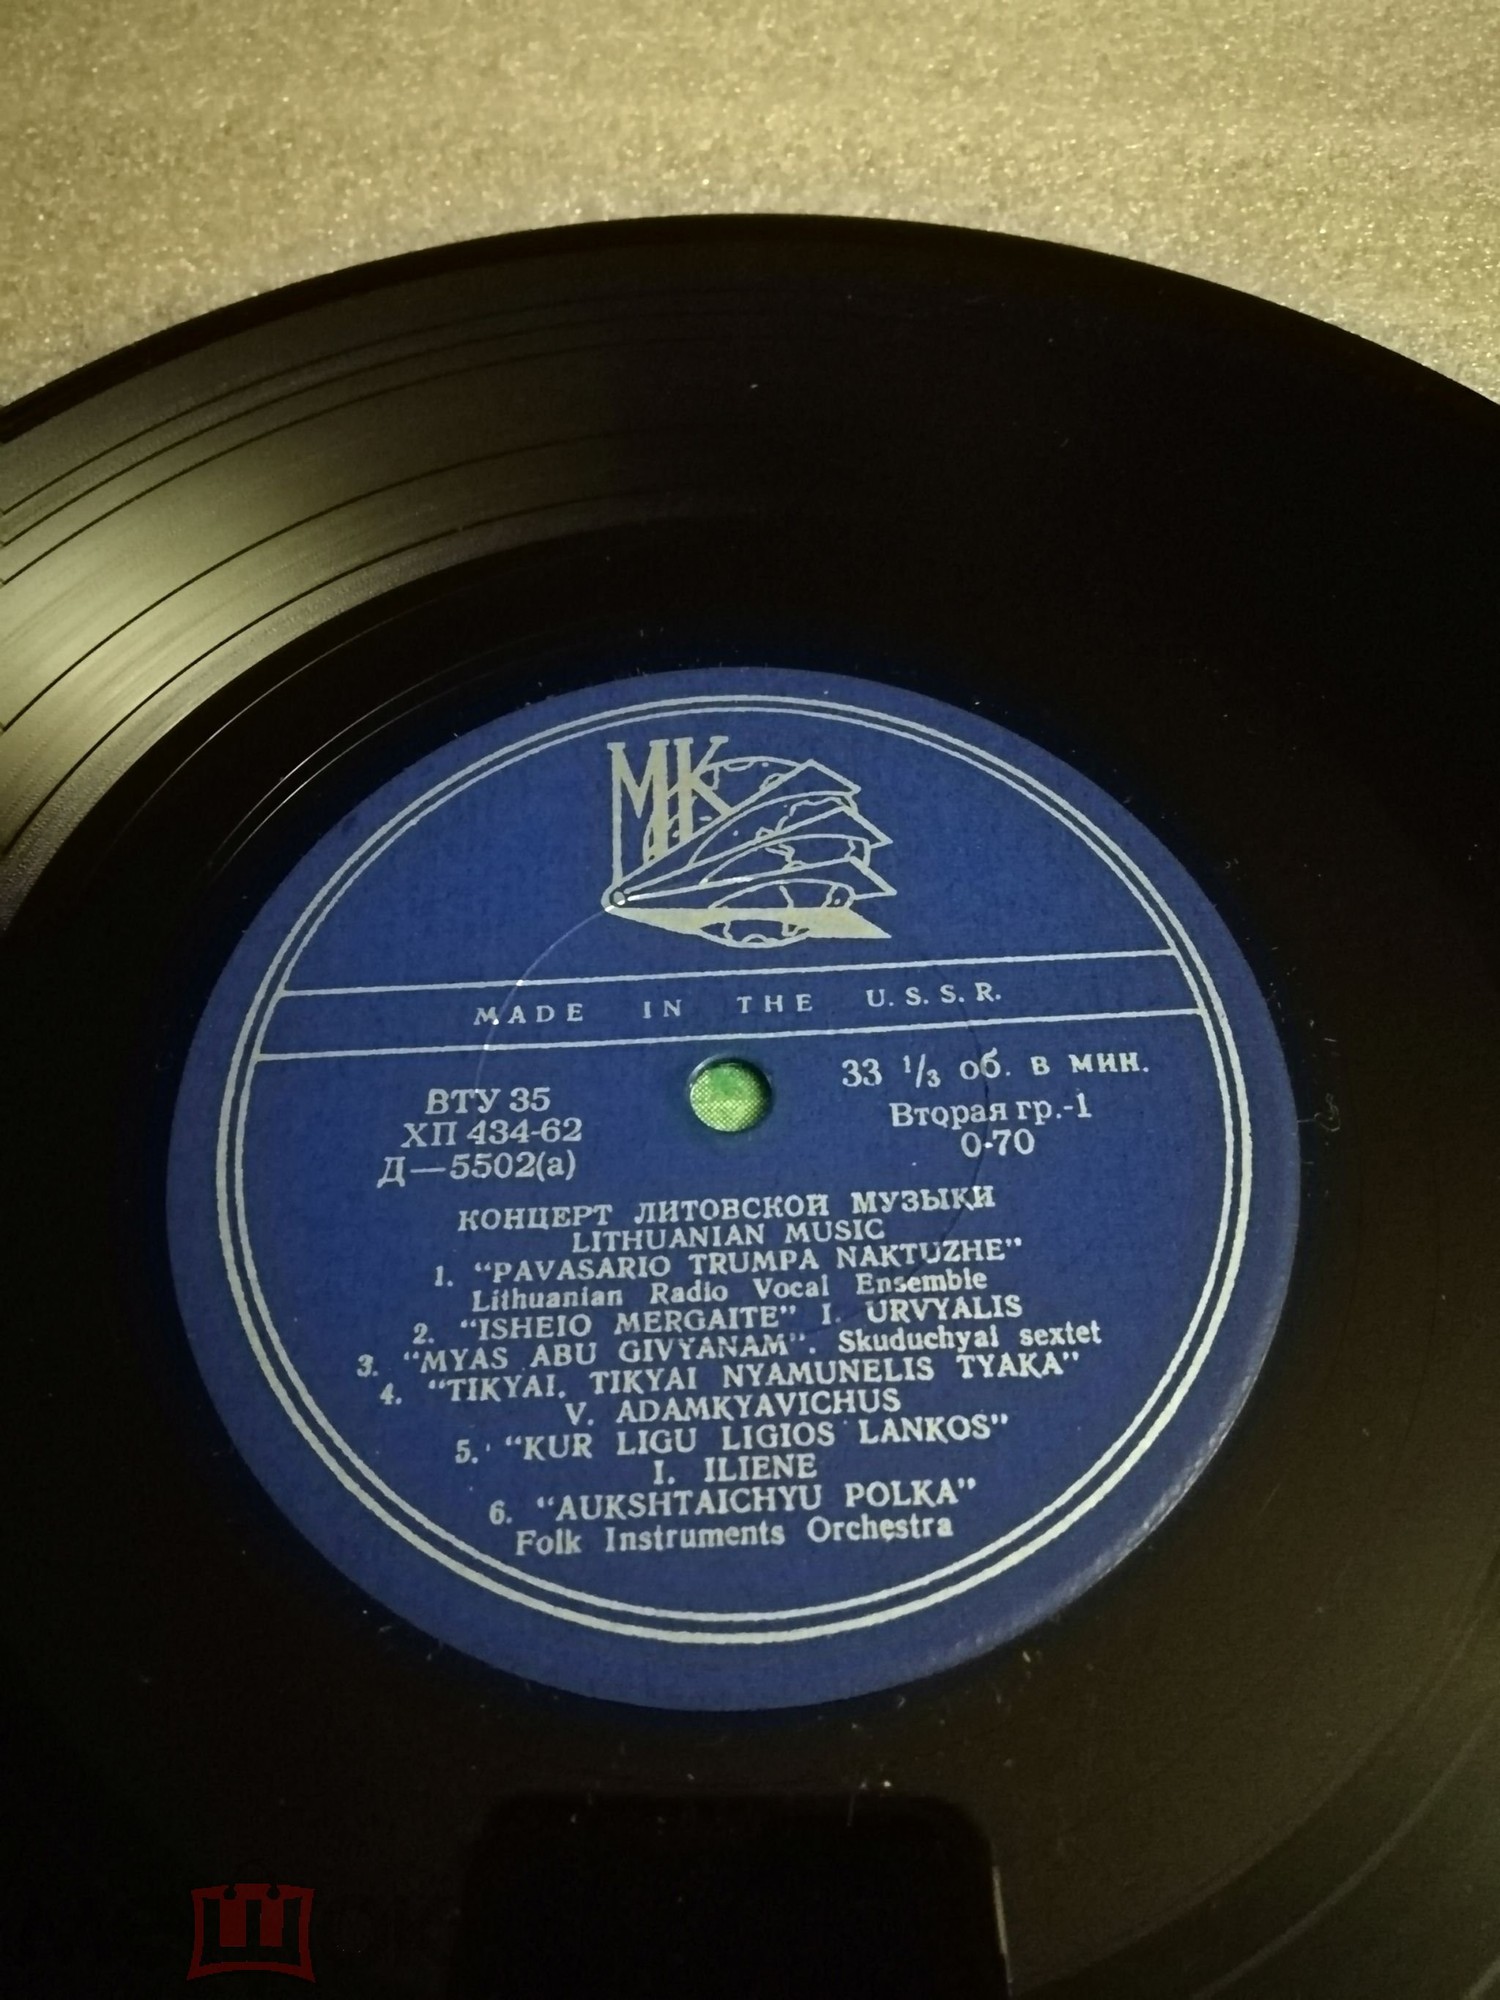 МК
MADE IN THE U.S.S.R.
ВТУ 35
ХП 434-62
Д—5502(а)
33 1/3 об. в мин.
Вторая гр.-1
0-70
КОНЦЕРТ ЛИТОВСКОЙ МУЗЫКИ
LITHUANIAN MUSIC
1. "PAVASARIO TRUMPA NAKTUZHE"
Lithuanian Radio Vocal Ensemble
2. "ISHEIO MERGAITE" I. URVYALIS
3. "MYAS ABU GIVYANAM". Skuduchyai sextet
4. "TIKYAI, TIKYAI NYAMUNELIS TYAKA"
V. ADAMKYAVICHUS
5. "KUR LIGU LIGIOS LANKOS"
I. ILIENE
6. "AUKSHTAICHYU POLKA"
Folk Instruments Orchestra